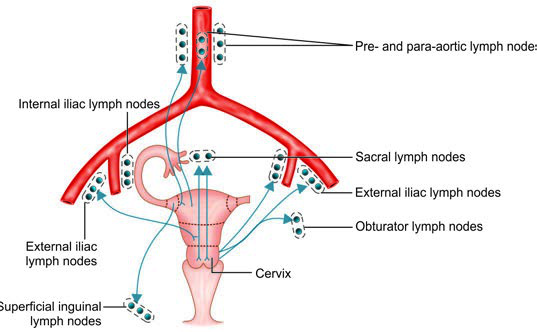 Pre- and para-aortic lymph nodes
Internal iliac lymph nodes
Sacral lymph nodes
External iliac lymph nodes
Obturator lymph nodes
External iliac
lymph nodes
Cervix
Superficial inguinal
lymph nodes